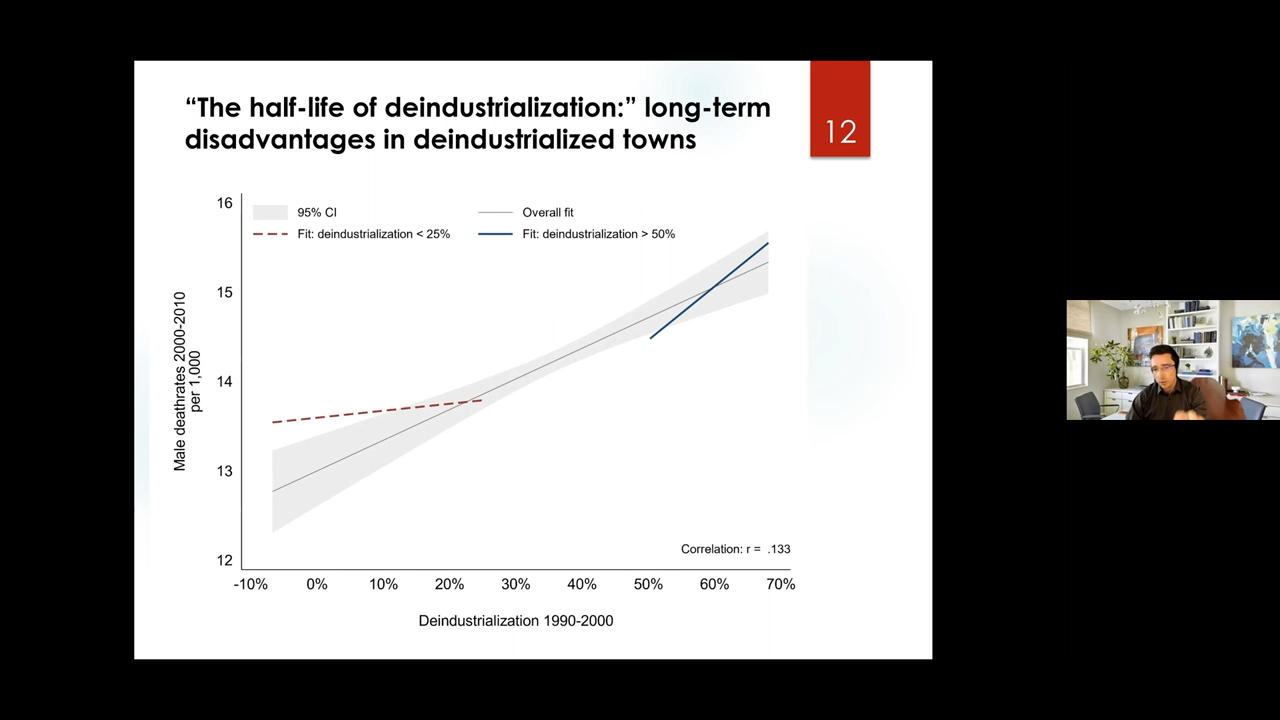 “The half-life of deindustrialization:” long-term
disadvantages in deindustrialized towns
12
16
15
14
13
12
95% CI
Overall fit
Fit: deindustrialization < 25%
Fit: deindustrialization > 50%
Male deathrates 2000-2010
per 1,000
Correlation: r = .133
-10% 0% 10% 20% 30% 40% 50% 60% 70%
Deindustrialization 1990-2000